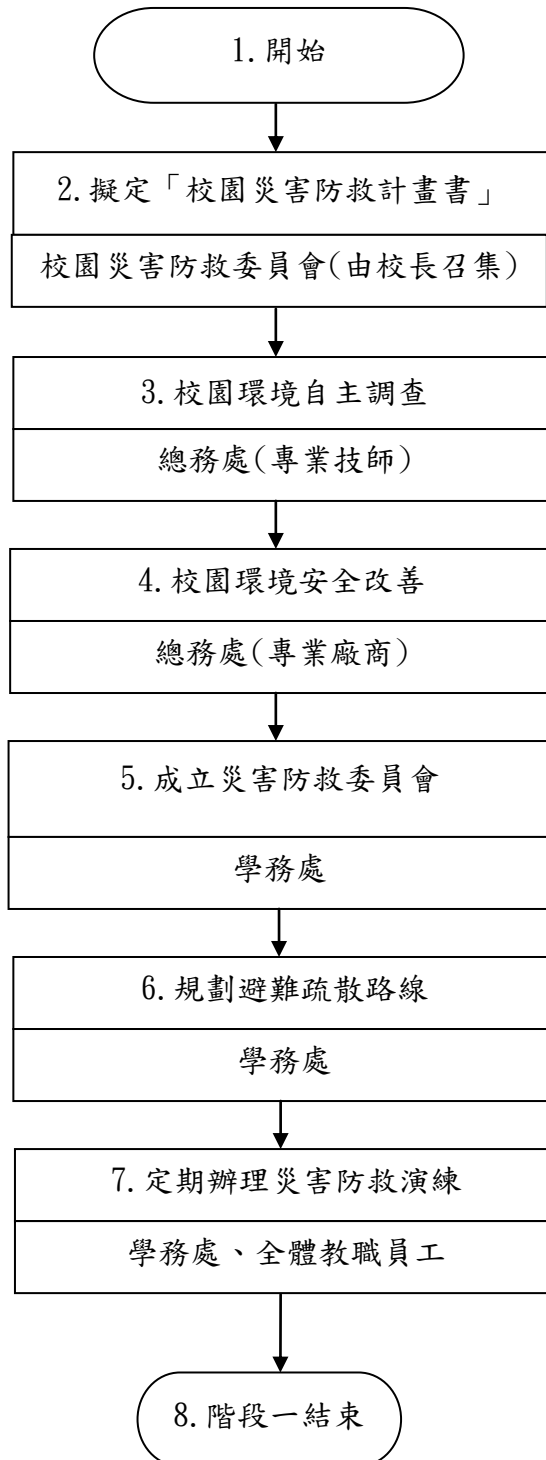 1.開始
2.擬定「校園災害防救計畫書」
校園災害防救委員會(由校長召集)
3.校園環境自主調查
總務處(專業技師)
4.校園環境安全改善
總務處(專業廠商)
5.成立災害防救委員會
學務處
6.規劃避難疏散路線
學務處
7.定期辦理災害防救演練
學務處、全體教職員工
8.階段一結束